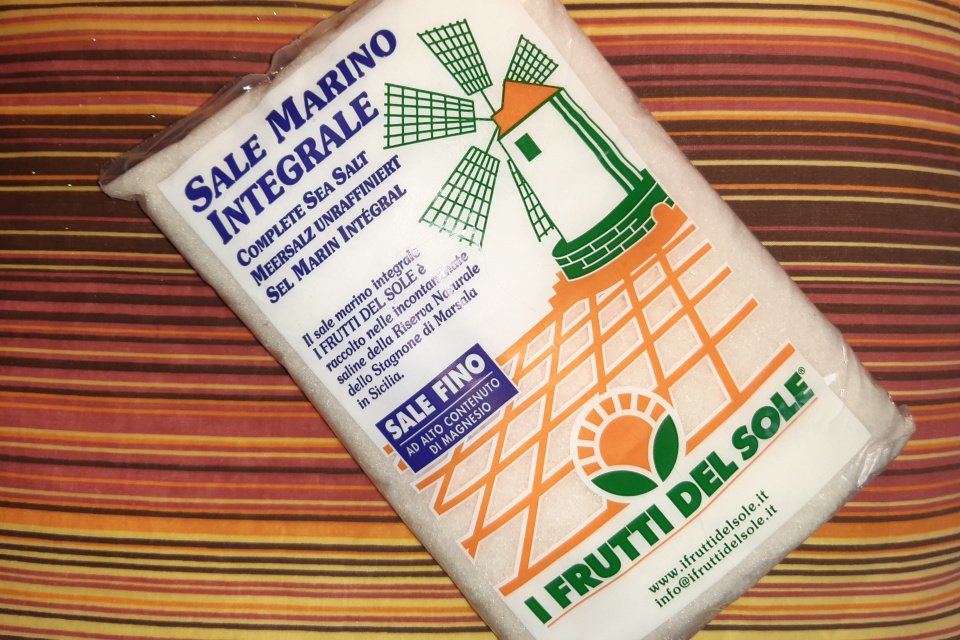 SALE MARINO
INTEGRALE
COMPLETE SEA SALT
MEERSALZ UNRAFFINIERT
SEL MARIN INTÉGRAL
Il sale marino integrale
I FRUTTI DEL SOLE è
raccolto nelle incontaminate
saline della Riserva Naturale
dello Stagnone di Marsala
in Sicilia.
SALE FINO
AD ALTO CONTENUTO
DI MAGNESIO
I FRUTTI DEL SOLE®
www.ifruttidelsole.it
info@ifruttidelsole.it